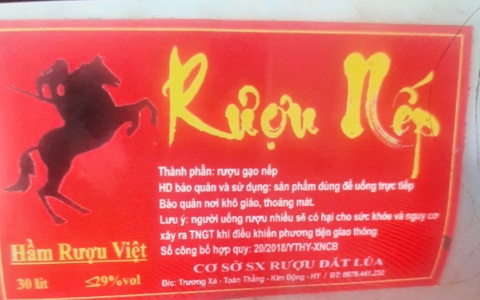 Rượu Nếp
Thành phần: rượu gạo nếp
HD bảo quản và sử dụng: sản phẩm dùng để uống trực tiếp
Bảo quản nơi khô giáo, thoáng mát.
Lưu ý: người uống rượu nhiều sẽ có hại cho sức khỏe và nguy cơ
xảy ra TNGT khi điều khiển phương tiện giao thông
Số công bố hợp quy: 20/2018/YTHY-XNCB
Hầm Rượu Việt
30 lít ≤29%vol
CƠ SỞ SX RƯỢU ĐẤT LÚA
Đ/c: Trương Xá - Toàn Thắng - Kim Động - HY / ĐT: 0979.441.232